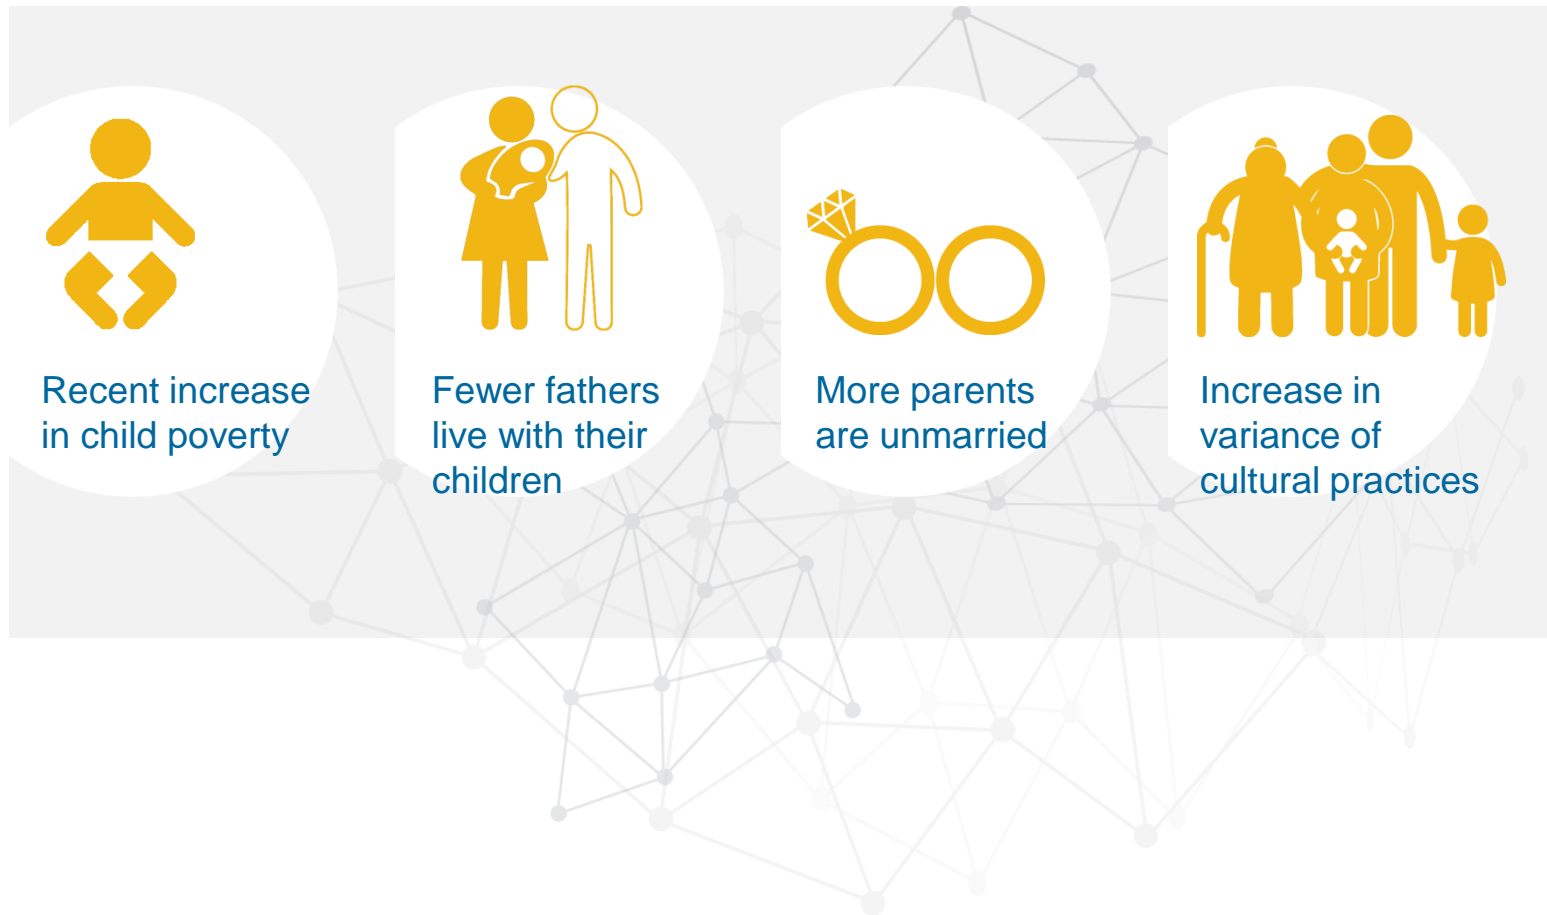 Recent increase
in child poverty
Fewer fathers
live with their
children
More parents
are unmarried
Increase in
variance of
cultural practices